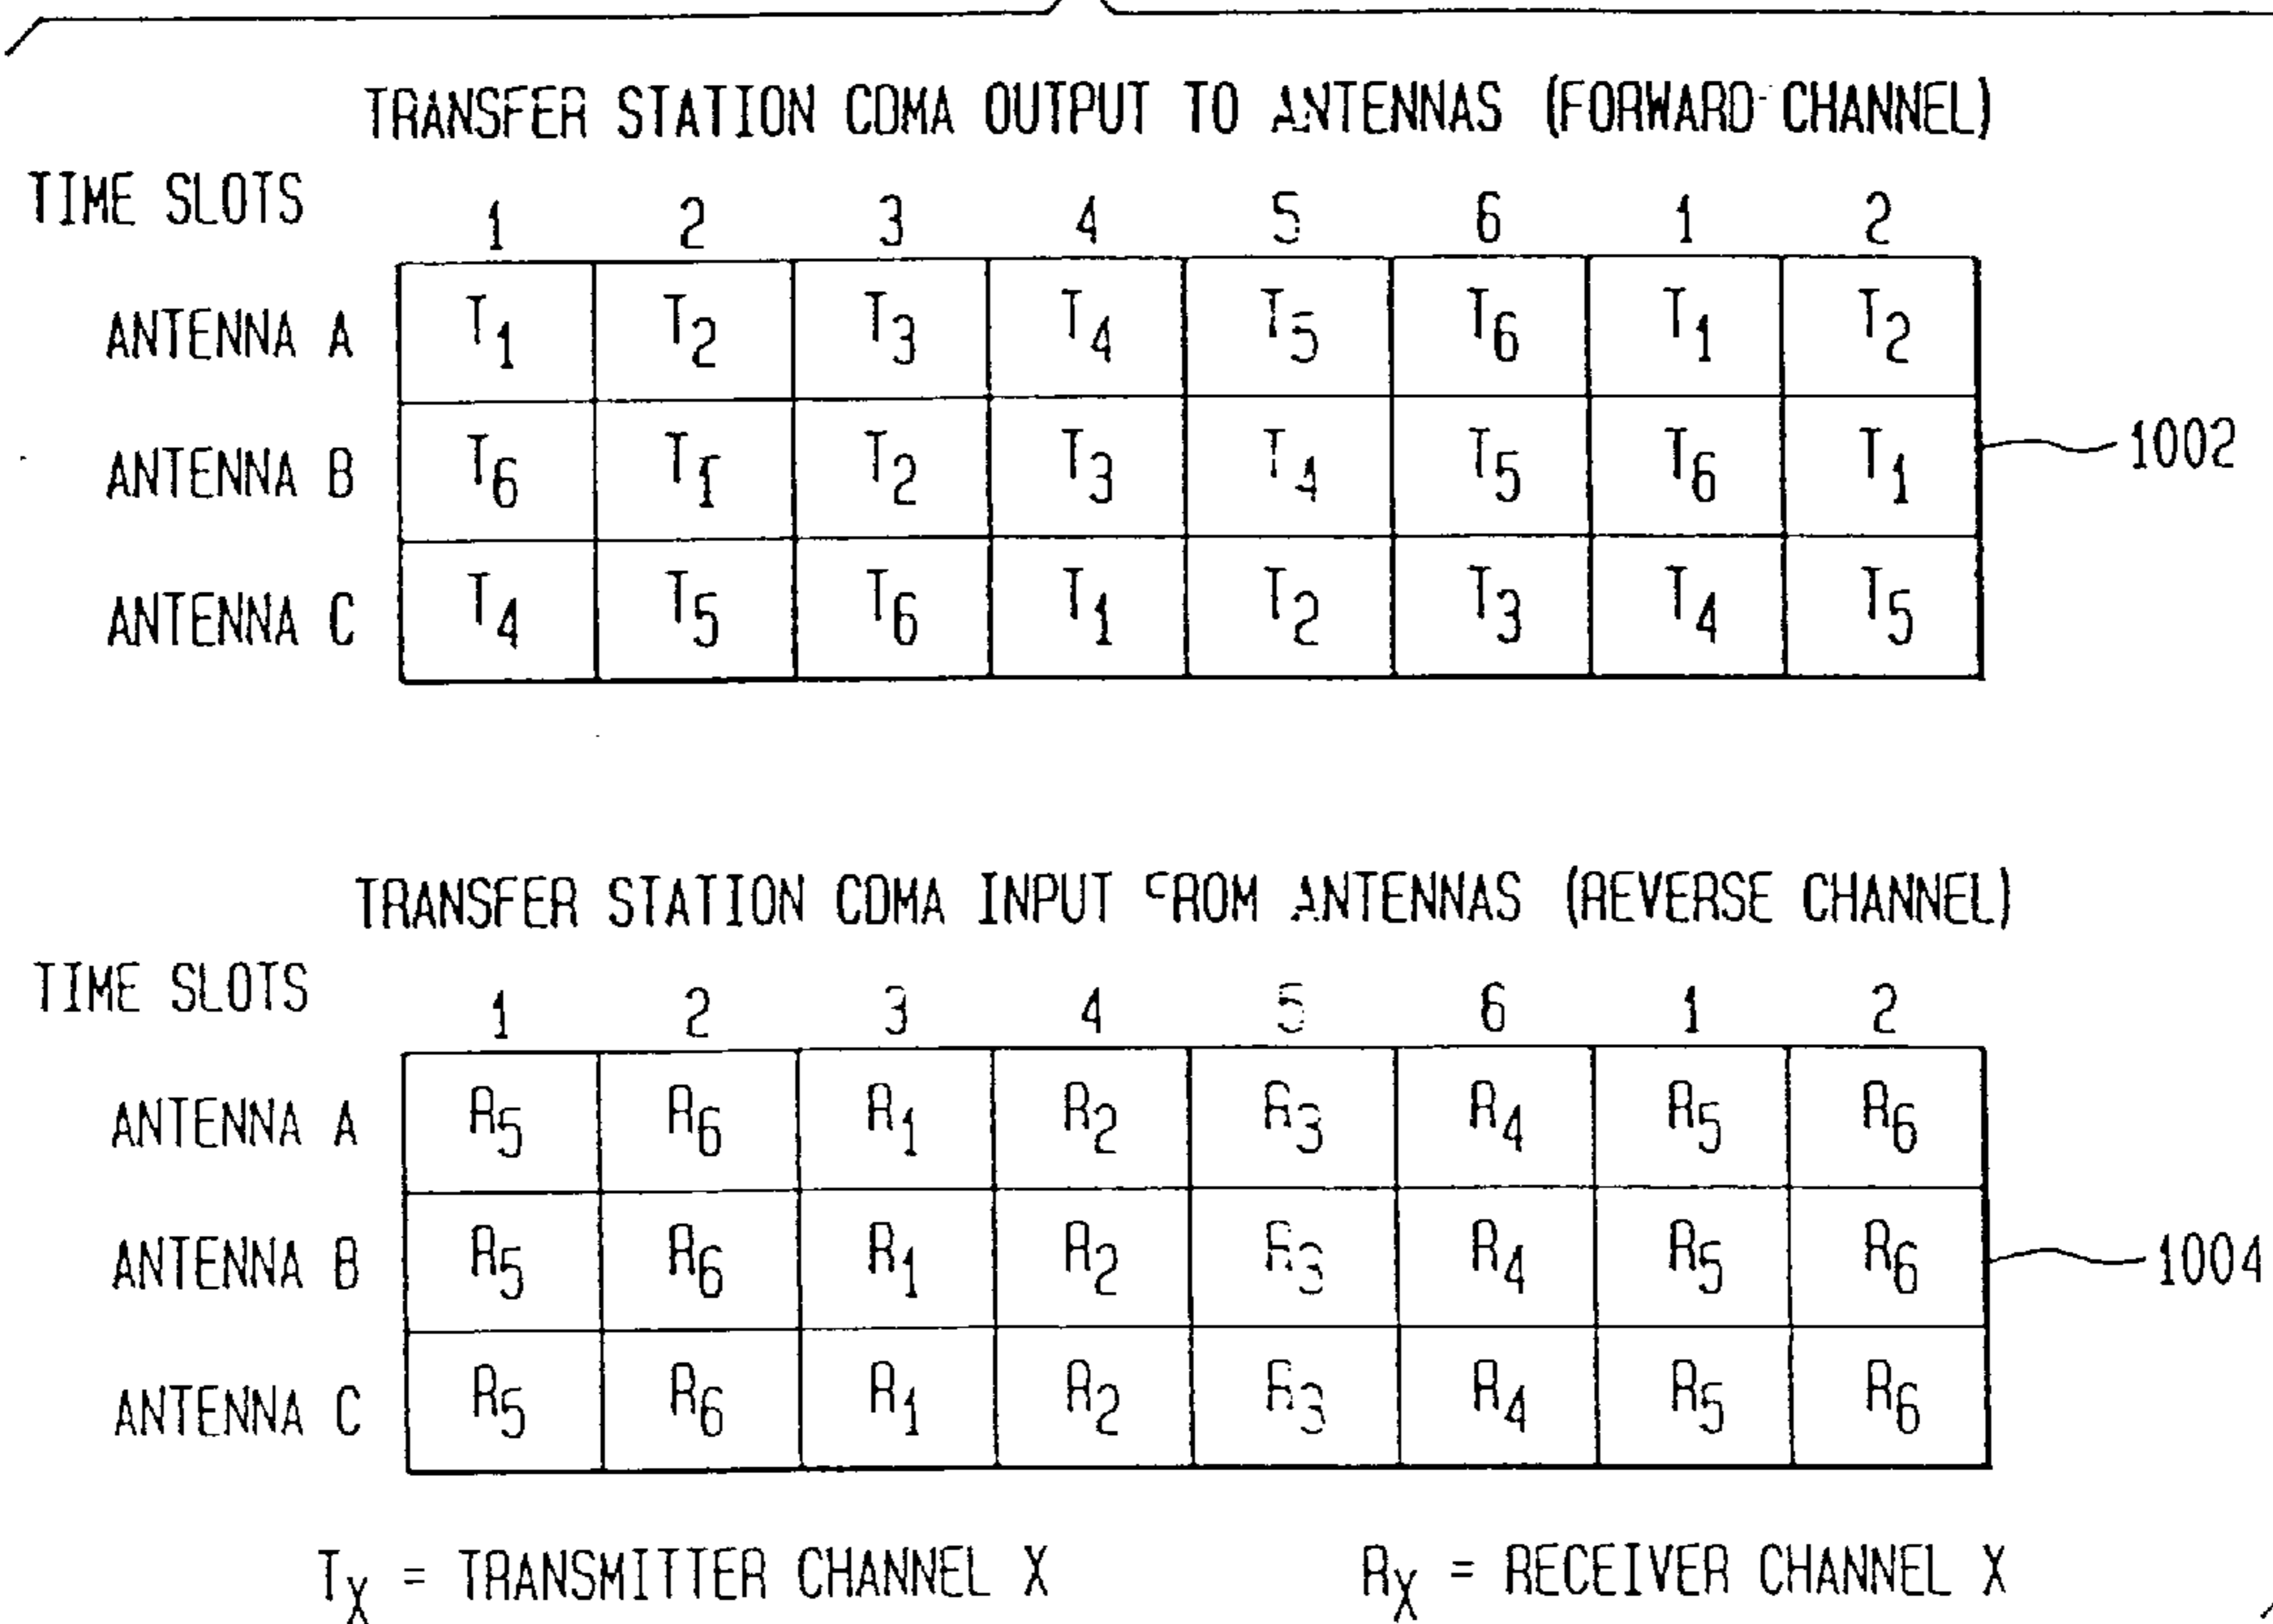 TRANSFER STATION CDMA OUTPUT TO ANTENNAS (FORWARD CHANNEL)
TIME SLOTS 1 2 3 4 5 6 1 2
ANTENNA A T1 T2 T3 T4 T5 T6 T1 T2
ANTENNA B T6 T1 T2 T3 T4 T5 T6 T1 1002
ANTENNA C T4 T5 T6 T1 T2 T3 T4 T5
TRANSFER STATION CDMA INPUT FROM ANTENNAS (REVERSE CHANNEL)
TIME SLOTS 1 2 3 4 5 6 1 2
ANTENNA A R5 R6 R1 R2 R3 R4 R5 R6
ANTENNA B R5 R6 R1 R2 R3 R4 R5 R6 1004
ANTENNA C R5 R6 R1 R2 R3 R4 R5 R6
TX = TRANSMITTER CHANNEL X RX = RECEIVER CHANNEL X